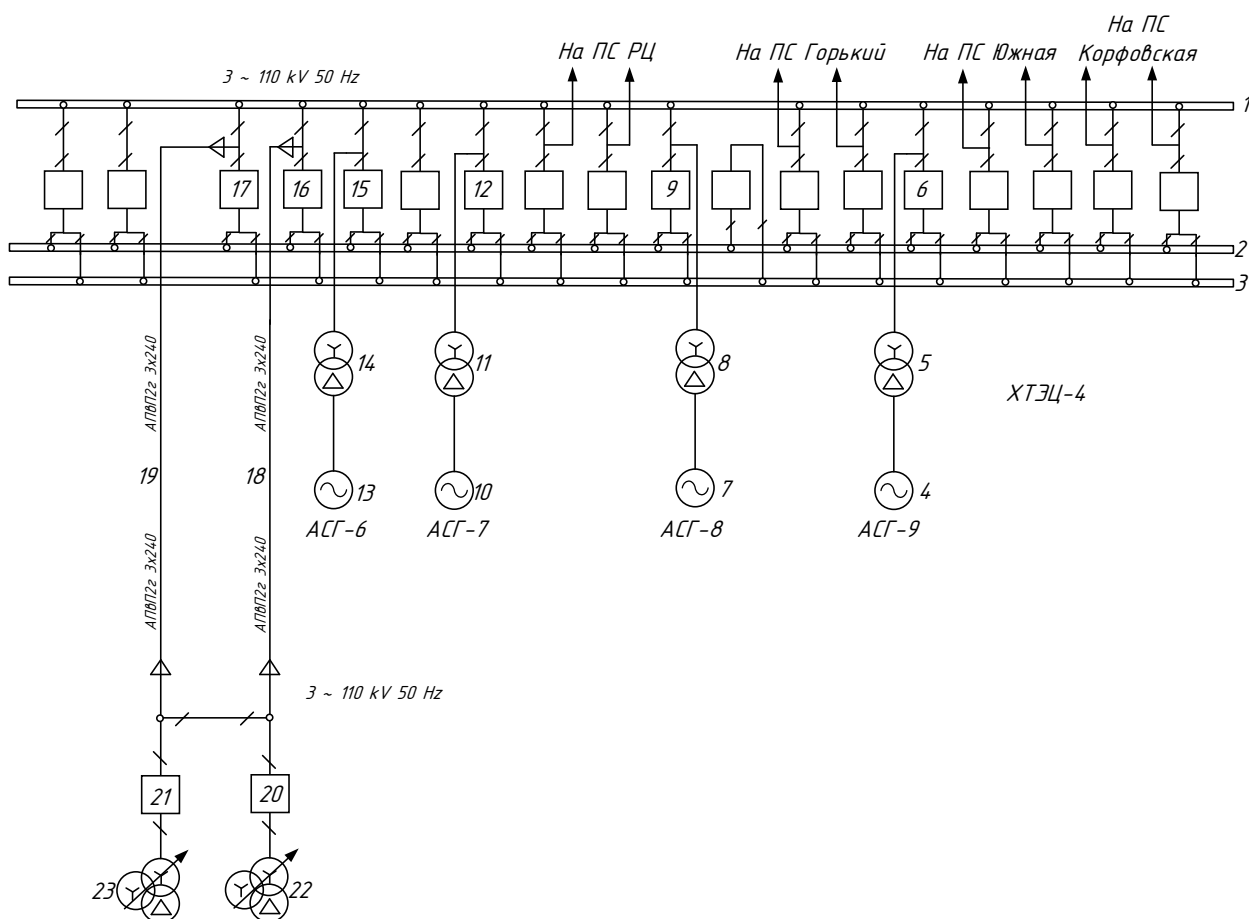 На ПС
На ПС РЦ
На ПС Горький
На ПС Южная
Корфовская
3 ~ 110 kV 50 Hz
1
17
16
15
12
9
6
2
3
АПвП2г 3х240
АПвП2г 3х240
14
11
8
5
ХТЭЦ-4
19
18
13
10
7
4
АСГ-6
АСГ-7
АСГ-8
АСГ-9
АПвП2г 3х240
АПвП2г 3х240
3 ~ 110 kV 50 Hz
21
20
23
22